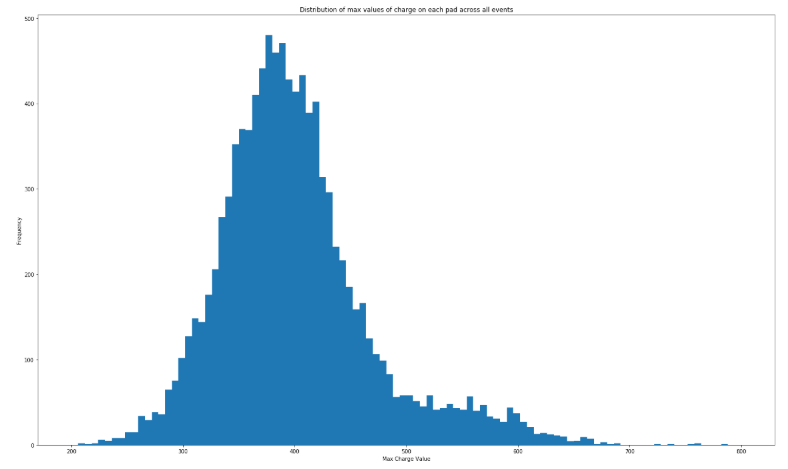 Distribution of max values of charge on each pad across all events
500
400
300
200
100
0
Frequency
200 300 400 500 600 700 800
Max Charge Value